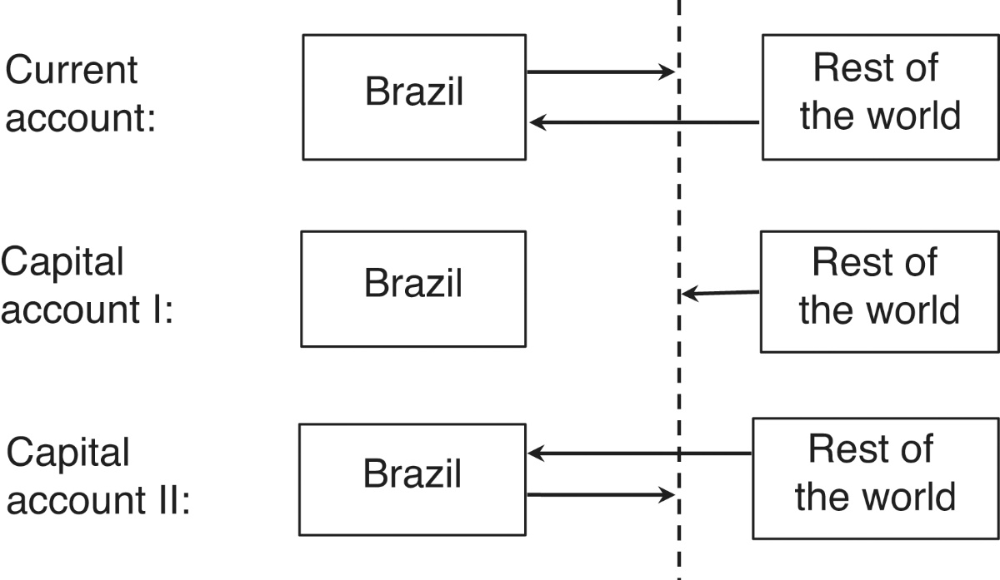 Current
account:
Brazil
Rest of
the world
Capital
account I:
Brazil
Rest of
the world
Capital
account II:
Brazil
Rest of
the world